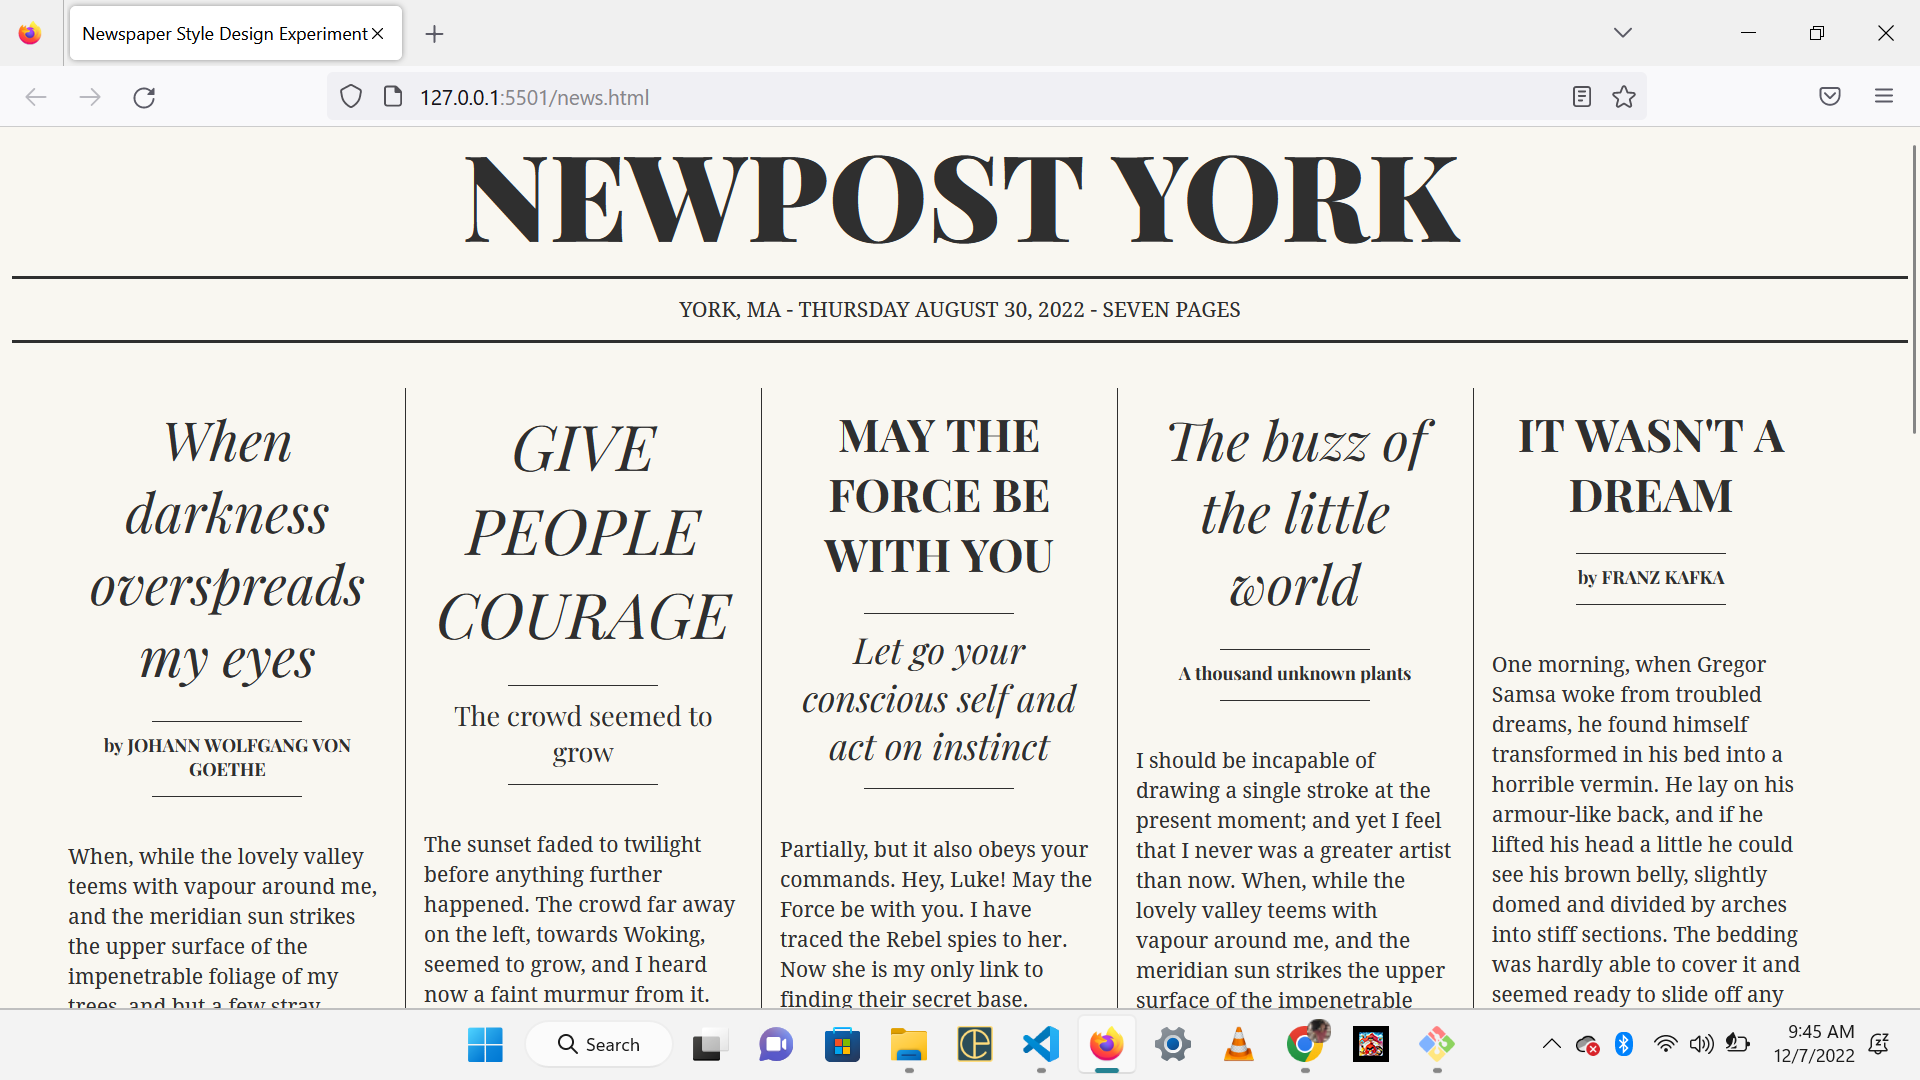 Newspaper Style Design Experiment
127.0.0.1:5501/news.html
NEWPOST YORK
YORK, MA - THURSDAY AUGUST 30, 2022 - SEVEN PAGES
When
darkness
overspreads
my eyes
by JOHANN WOLFGANG VON
GOETHE
When, while the lovely valley
teems with vapour around me,
and the meridian sun strikes
the upper surface of the
impenetrable foliage of my
trees, and but a few stray
GIVE
PEOPLE
COURAGE
The crowd seemed to
grow
The sunset faded to twilight
before anything further
happened. The crowd far away
on the left, towards Woking,
seemed to grow, and I heard
now a faint murmur from it.
MAY THE
FORCE BE
WITH YOU
Let go your
conscious self and
act on instinct
Partially, but it also obeys your
commands. Hey, Luke! May the
Force be with you. I have
traced the Rebel spies to her.
Now she is my only link to
finding their secret base.
The buzz of
the little
world
A thousand unknown plants
I should be incapable of
drawing a single stroke at the
present moment; and yet I feel
that I never was a greater artist
than now. When, while the
lovely valley teems with
vapour around me, and the
meridian sun strikes the upper
surface of the impenetrable
IT WASN'T A
DREAM
by FRANZ KAFKA
One morning, when Gregor
Samsa woke from troubled
dreams, he found himself
transformed in his bed into a
horrible vermin. He lay on his
armour-like back, and if he
lifted his head a little he could
see his brown belly, slightly
domed and divided by arches
into stiff sections. The bedding
was hardly able to cover it and
seemed ready to slide off any
Search
9:45 AM
12/7/2022